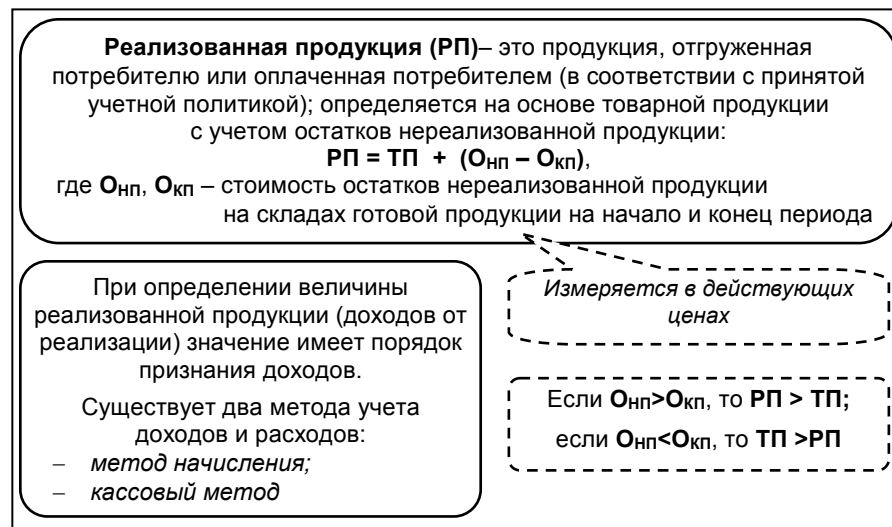 Реализованная продукция (РП)– это продукция, отгруженная
потребителю или оплаченная потребителем (в соответствии с принятой
учетной политикой); определяется на основе товарной продукции
с учетом остатков нереализованной продукции:
РП = ТП + (ОНП – ОКП),
где ОНП, ОКП – стоимость остатков нереализованной продукции
на складах готовой продукции на начало и конец периода
При определении величины
реализованной продукции (доходов от
реализации) значение имеет порядок
признания доходов.
Существует два метода учета
доходов и расходов:
– метод начисления;
– кассовый метод
Измеряется в действующих
ценах
Если ОНП>ОКП, то РП > ТП;
если ОНП<ОКП, то ТП >РП